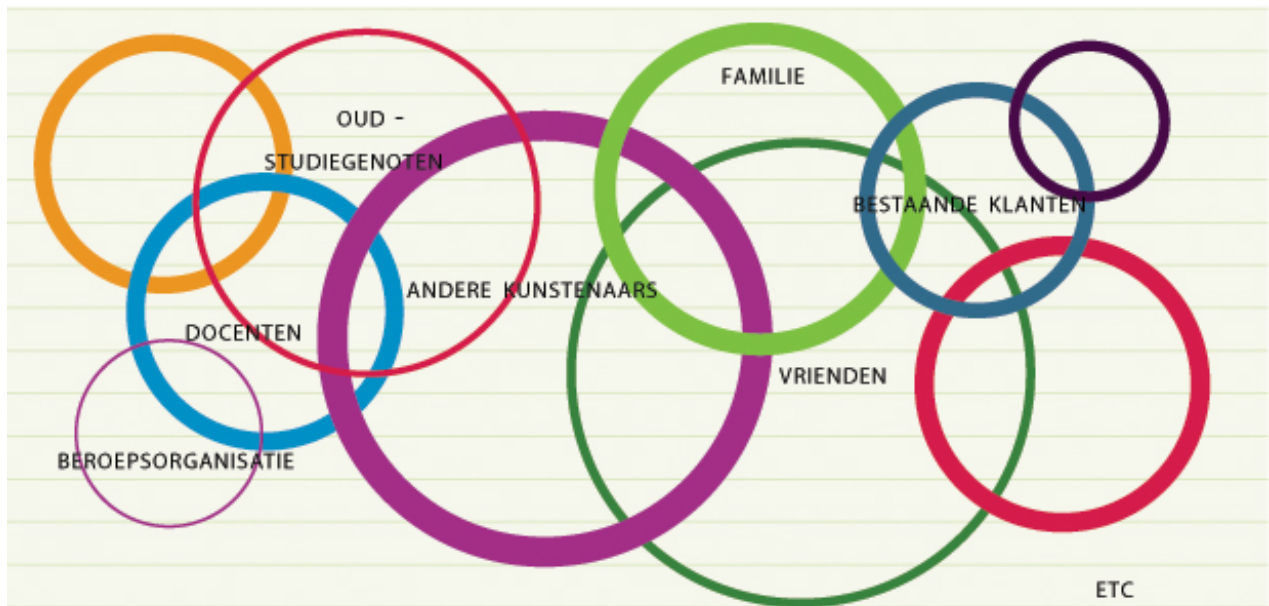 FAMILIE
OUD -
STUDIEGENOTEN
BESTAANDE KLANTEN
ANDERE KUNSTENAARS
DOCENTEN
VRIENDEN
BEROEPSORGANISATIE
ETC